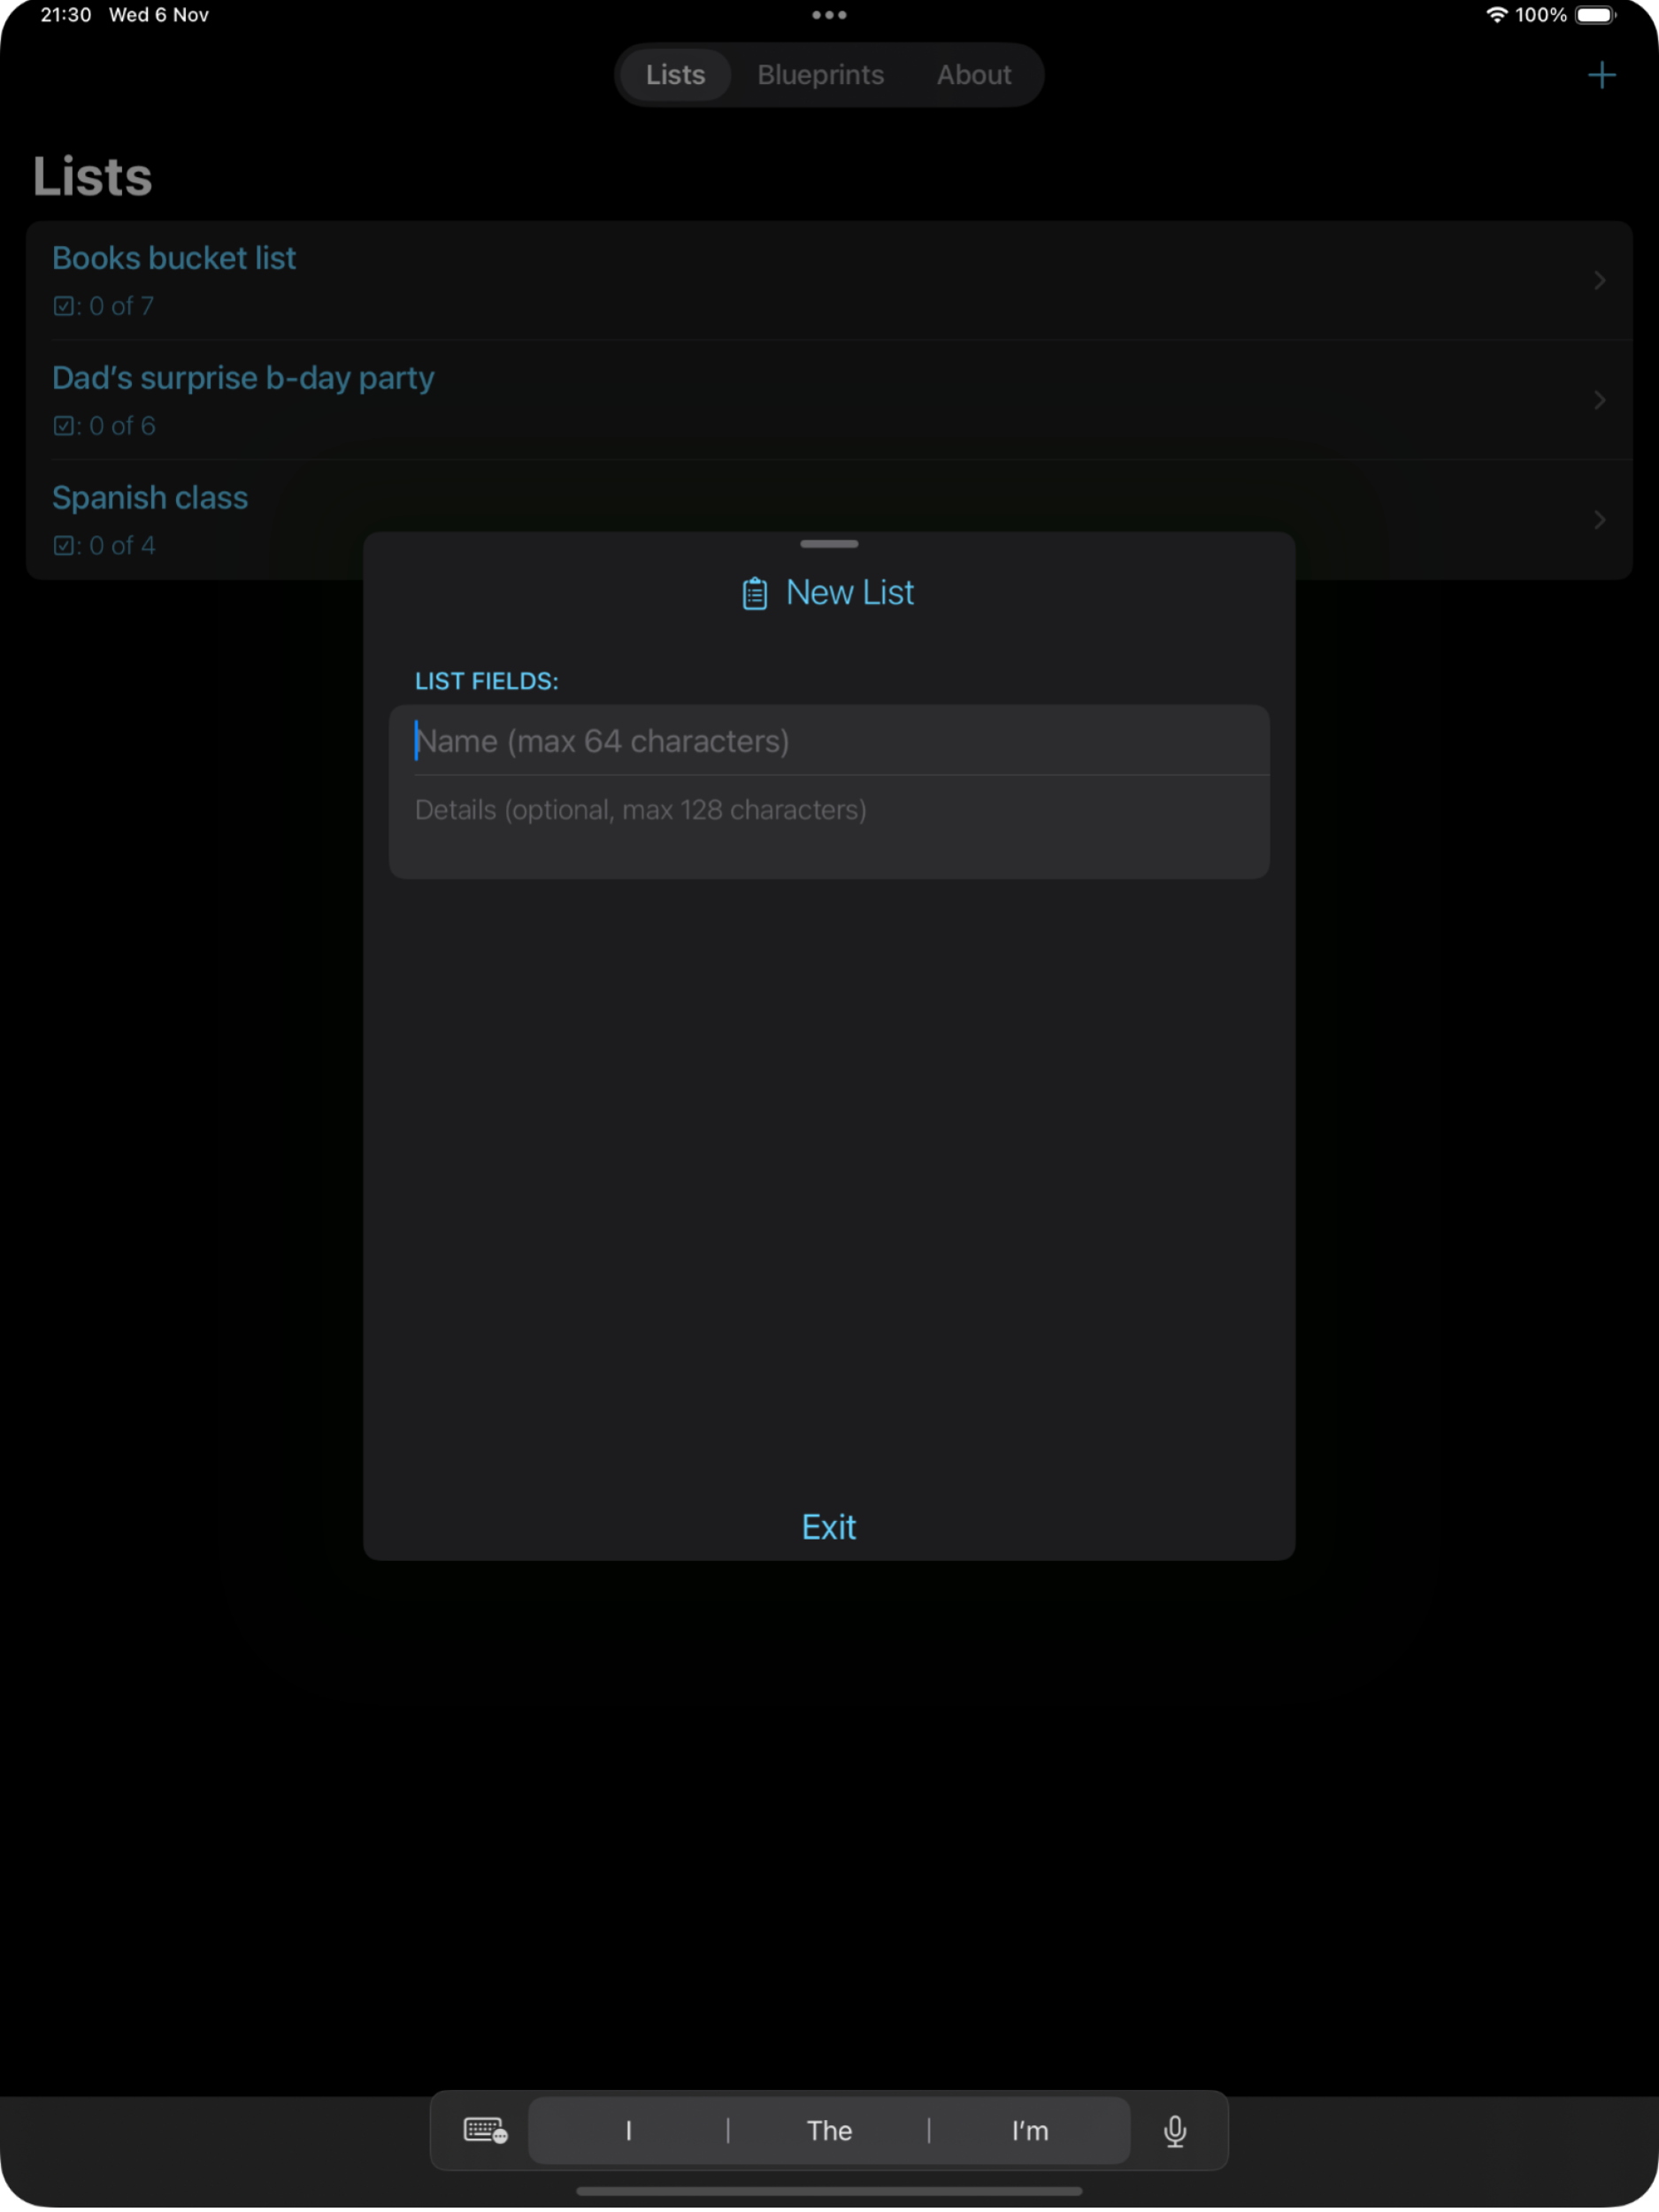 21:30 Wed 6 Nov
100%
Lists Blueprints About
Lists
Books bucket list
: 0 of 7
Dad’s surprise b-day party
: 0 of 6
Spanish class
: 0 of 4
New List
LIST FIELDS:
Name (max 64 characters)
Details (optional, max 128 characters)
Exit
I The I’m